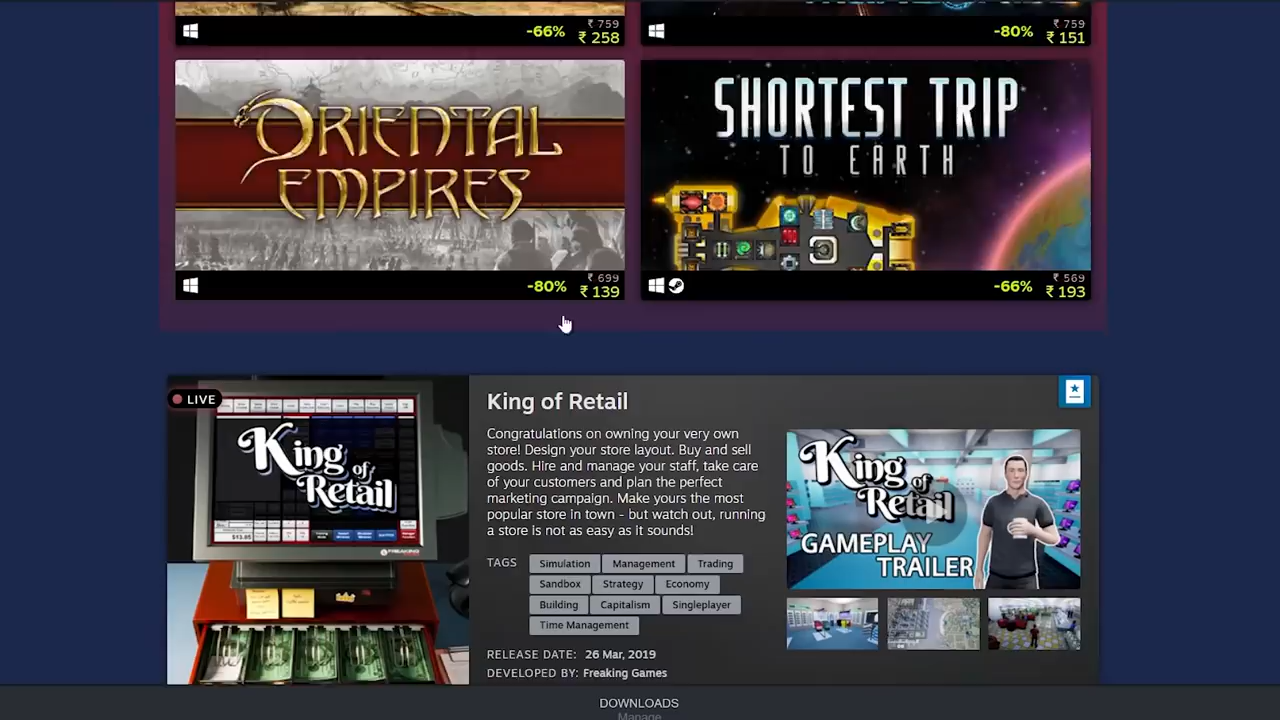 -66%
₹ 759
₹ 258
-80%
₹ 759
₹ 151
ORIENTAL
EMPIRES
SHORTEST TRIP
TO EARTH
-80%
₹ 699
₹ 139
-66%
₹ 569
₹ 193
LIVE
King of Retail
King
of
Retail
Congratulations on owning your very own
store! Design your store layout. Buy and sell
goods. Hire and manage your staff, take care
of your customers and plan the perfect
marketing campaign. Make yours the most
popular store in town - but watch out, running
a store is not as easy as it sounds!
King
of
Retail
GAMEPLAY
TRAILER
TAGS
Simulation
Management
Trading
Sandbox
Strategy
Economy
Building
Capitalism
Singleplayer
Time Management
RELEASE DATE: 26 Mar, 2019
DEVELOPED BY: Freaking Games
DOWNLOADS
Manage